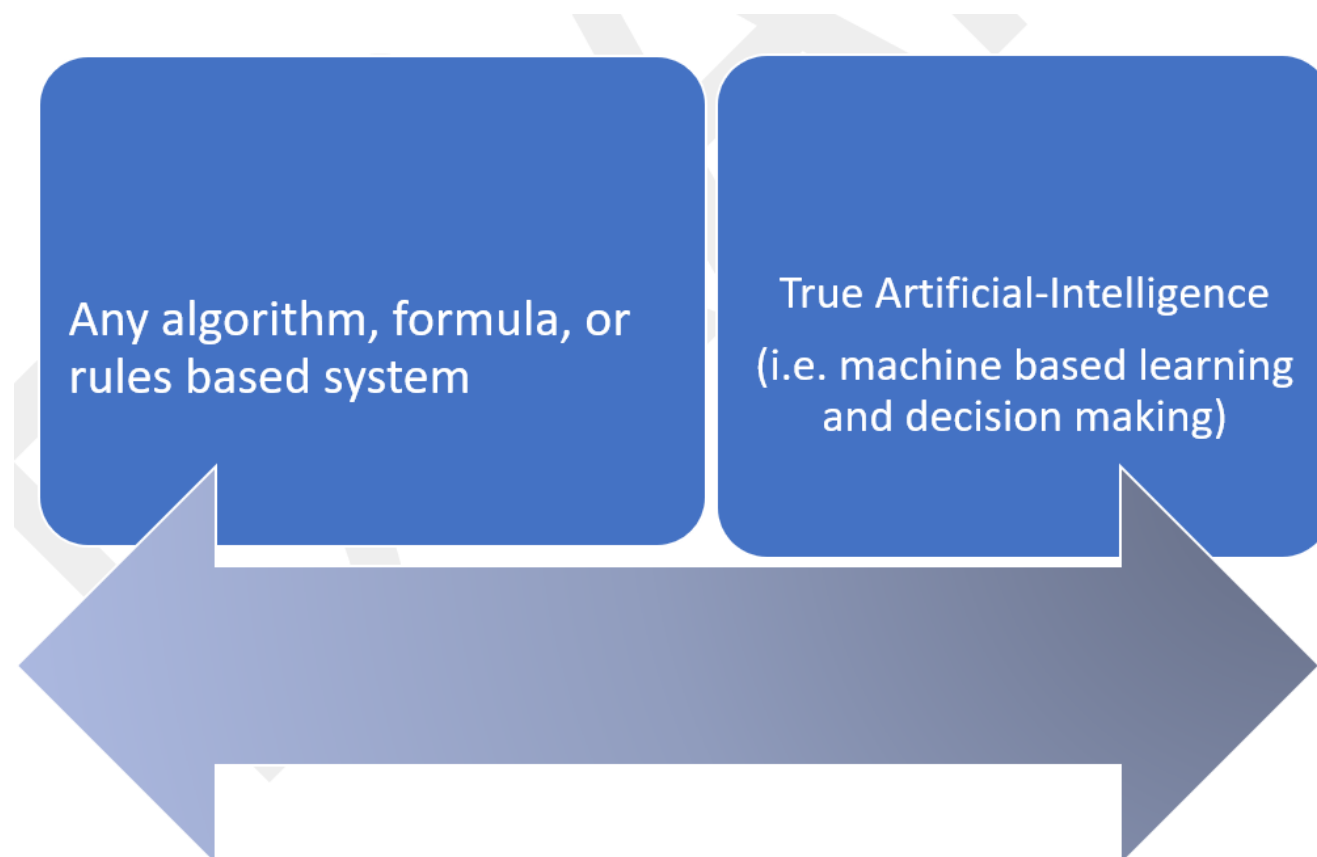 Any algorithm, formula, or
rules based system
True Artificial-Intelligence
(i.e. machine based learning
and decision making)